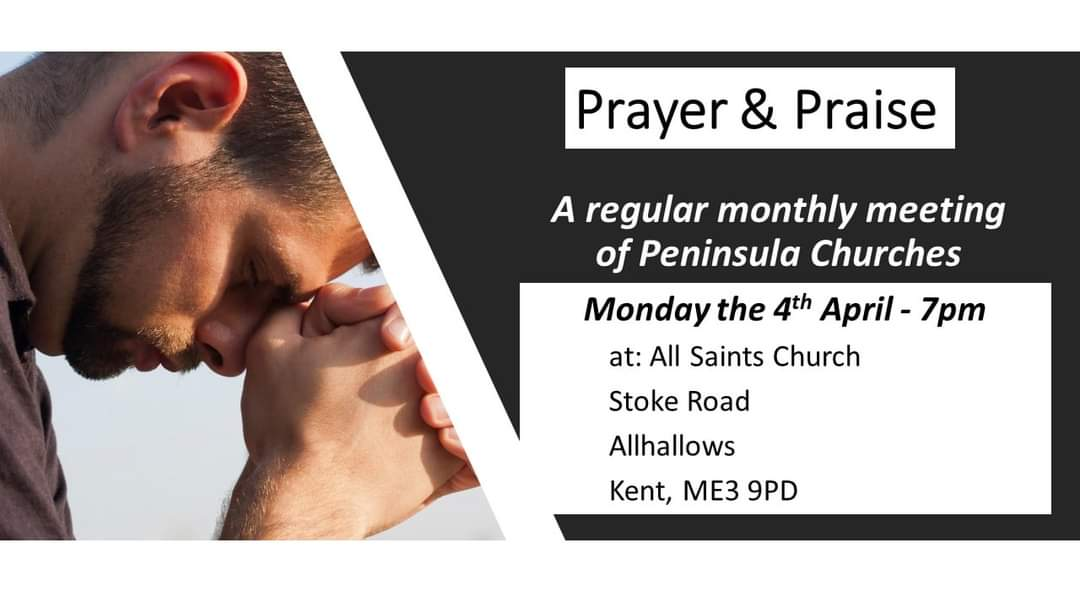 Prayer & Praise
A regular monthly meeting
of Peninsula Churches
Monday the 4th April - 7pm
at: All Saints Church
Stoke Road
Allhallows
Kent, ME3 9PD